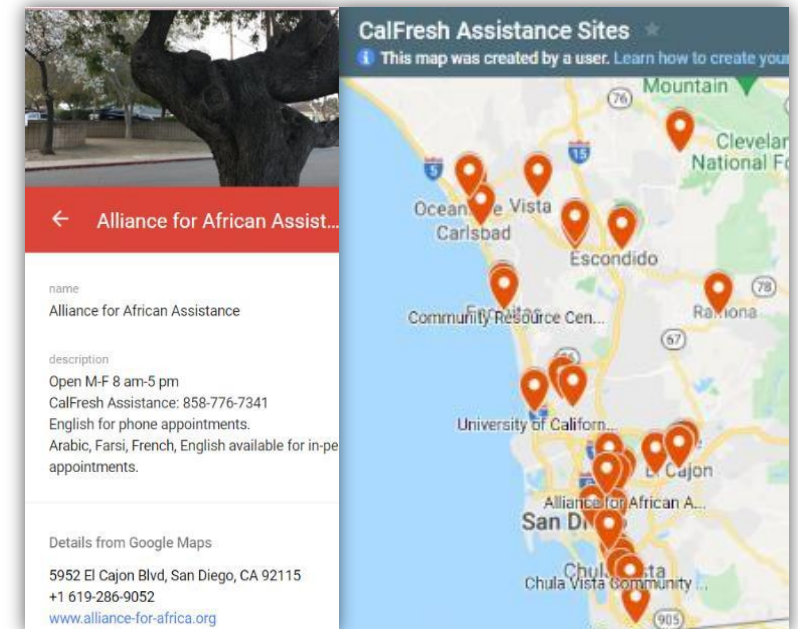 Alliance for African Assist...
name
Alliance for African Assistance
description
Open M-F 8 am-5 pm
CalFresh Assistance: 858-776-7341
English for phone appointments.
Arabic, Farsi, French, English available for in-pe
appointments.
Details from Google Maps
5952 El Cajon Blvd, San Diego, CA 92115
+1 619-286-9052
www.alliance-for-africa.org
CalFresh Assistance Sites
This map was created by a user. Learn how to create your
Mountain
76
Clevelan
National Fo
15
5
Vista
Carlsbad
Escondido
78
Ramona
Community Resource Cen...
67
University of Californ...
Cajon
Alliance for African A...
San Di
Chula Vista Community ...
905